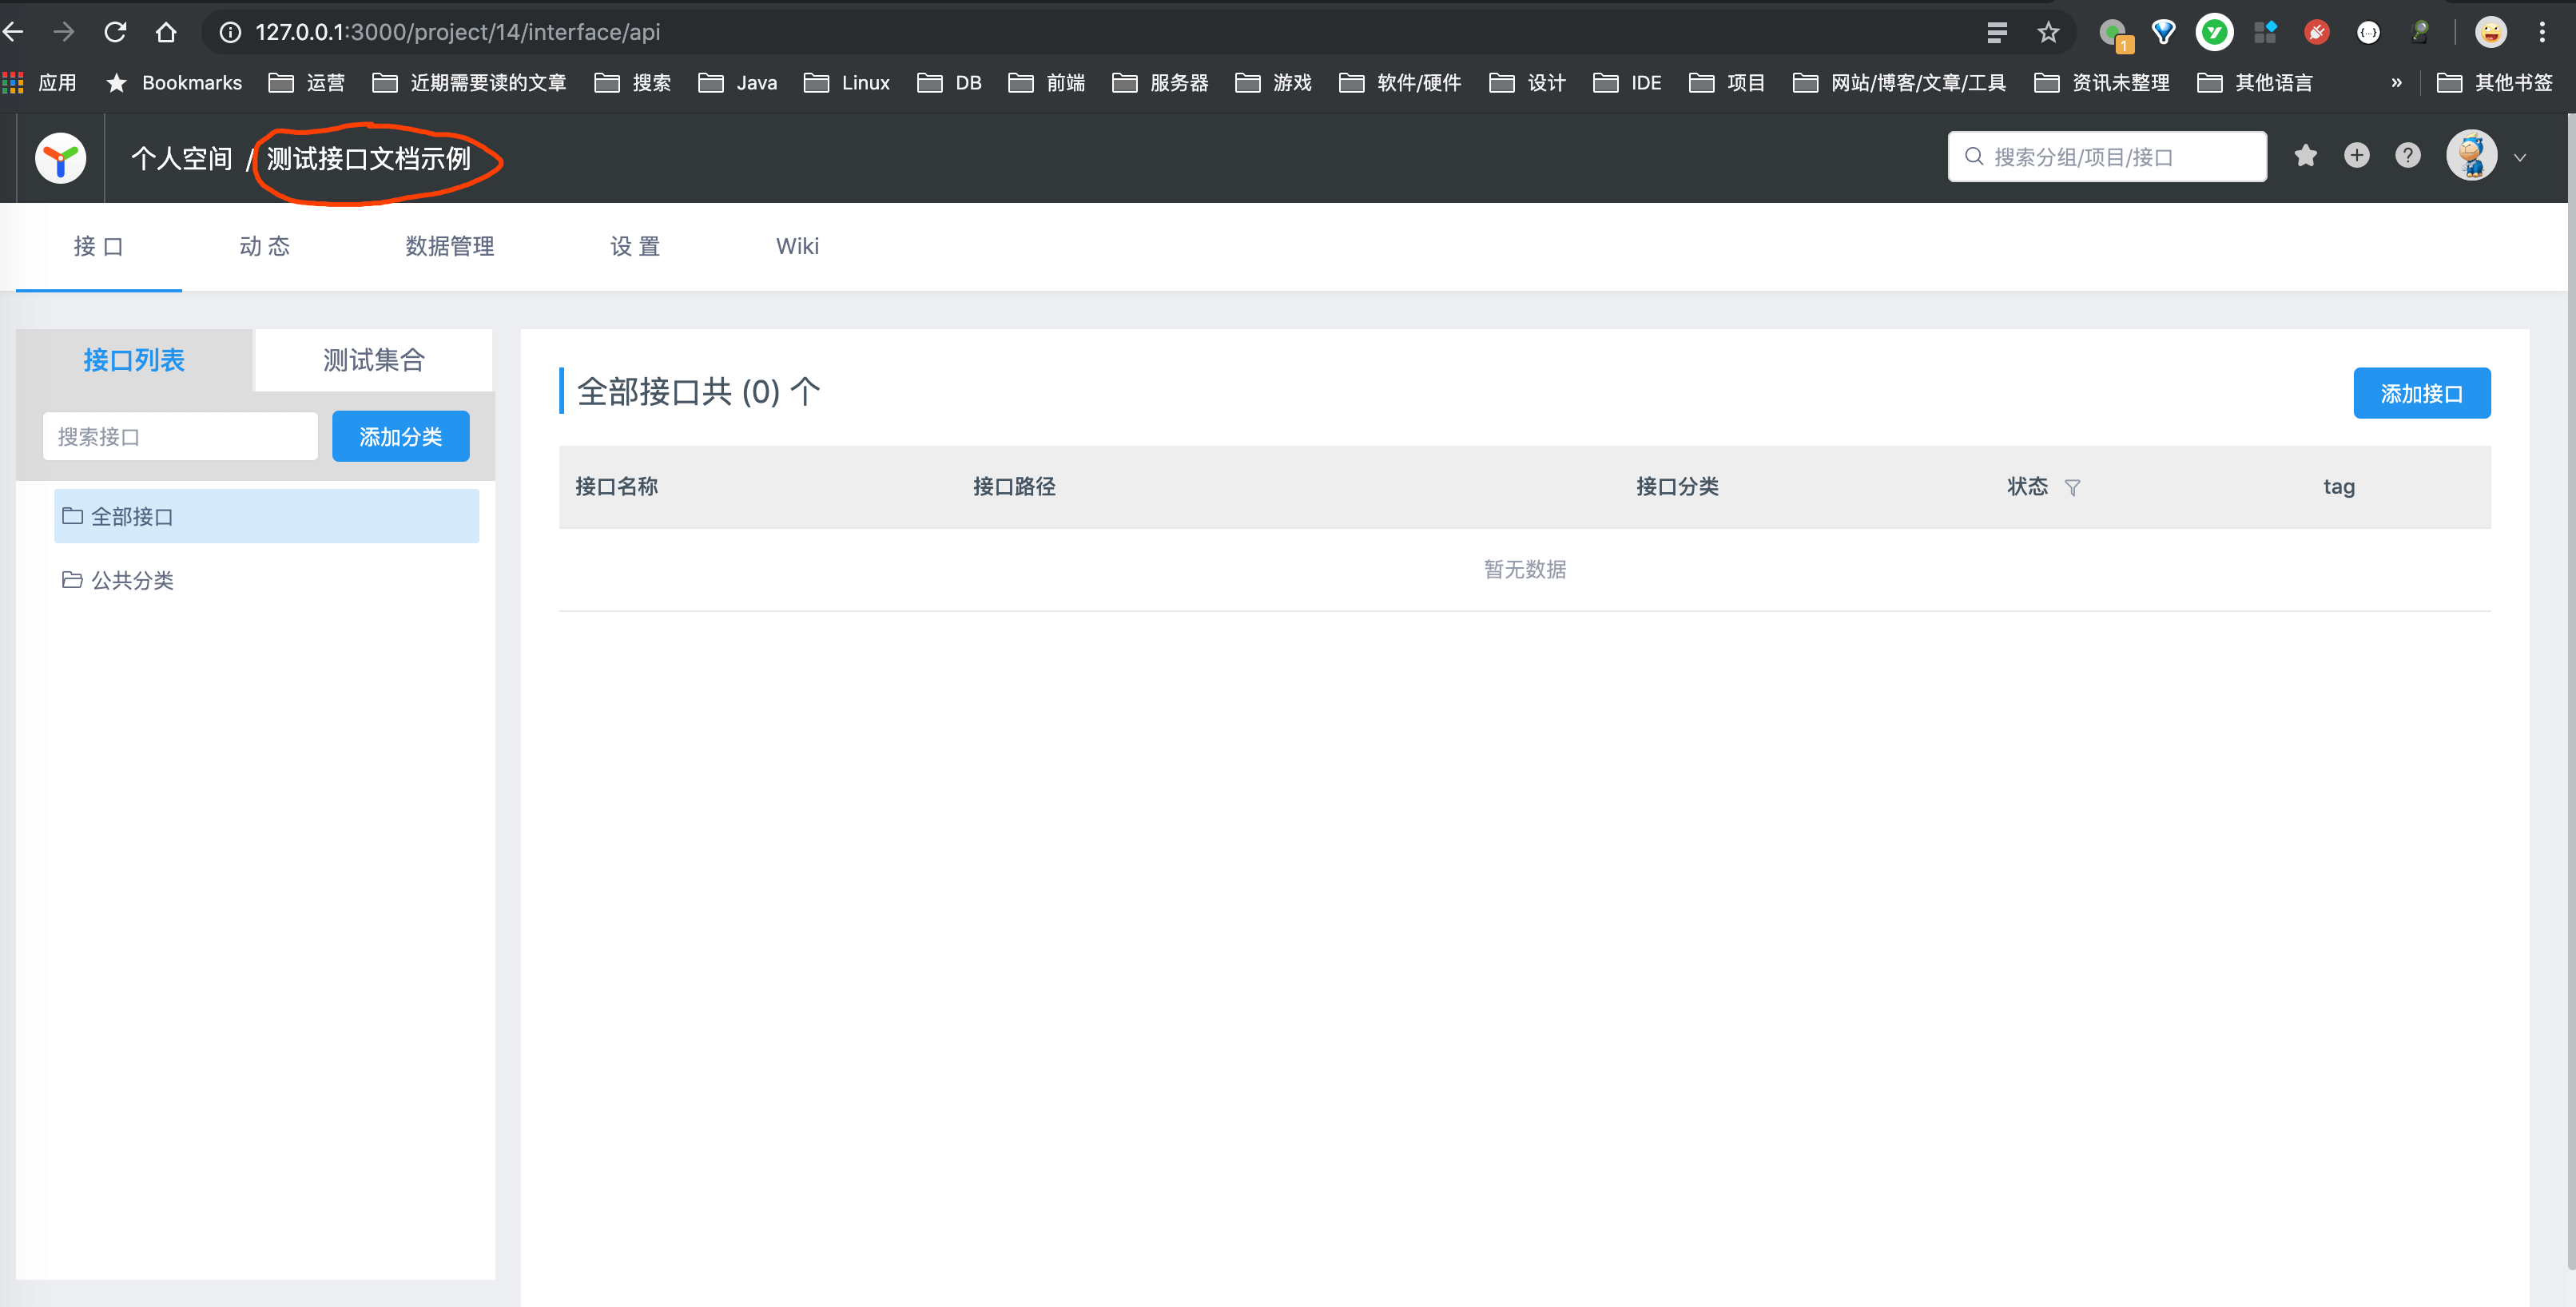 127.0.0.1:3000/project/14/interface/api
1
应用 Bookmarks 运营 近期需要读的文章 搜索 Java Linux DB 前端 服务器 游戏 软件/硬件 设计 IDE 项目 网站/博客/文章/工具 资讯未整理 其他语言 » 其他书签
个人空间 / 测试接口文档示例 搜索分组/项目/接口
接 口 动 态 数据管理 设 置 Wiki
接口列表 测试集合
全部接口共 (0) 个 添加接口
搜索接口 添加分类
接口名称 接口路径 接口分类 状态 tag
全部接口
暂无数据
公共分类